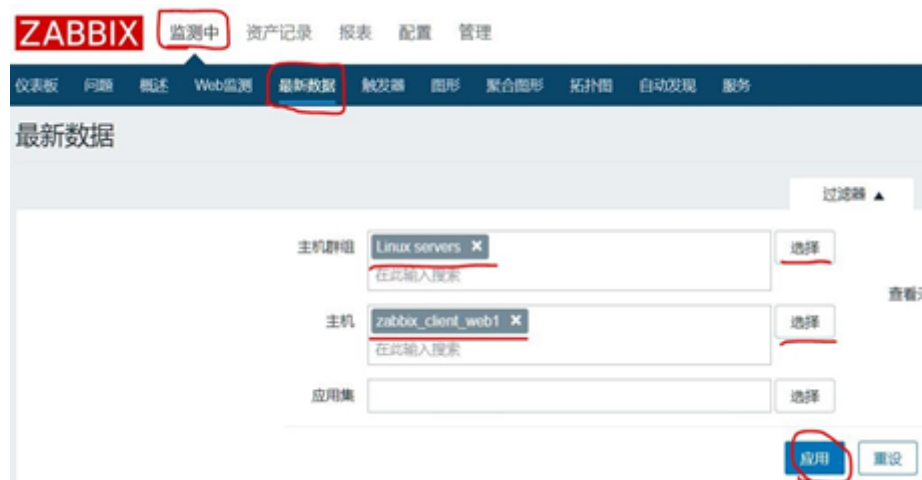 ZABBIX 监测中 资产记录 报表 配置 管理
仪表板 问题 概述 Web监测 最新数据 触发器 图形 聚合图形 拓扑图 自动发现 服务
最新数据
过滤器 ▲
主机群组 Linux servers × 选择
在此输入搜索
查看
主机 zabbix_client_web1 × 选择
在此输入搜索
应用集 选择
应用 重设